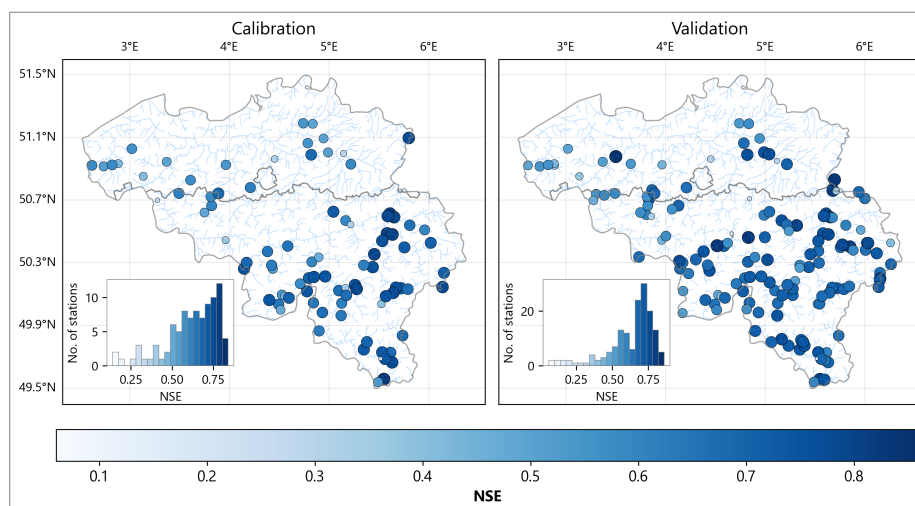 Calibration
Validation
3°E 4°E 5°E 6°E
3°E 4°E 5°E 6°E
51.5°N
51.1°N
50.7°N
50.3°N
49.9°N
49.5°N
No. of stations
10
5
0
0.25 0.50 0.75
NSE
No. of stations
20
0
0.25 0.50 0.75
NSE
0.1 0.2 0.3 0.4 0.5 0.6 0.7 0.8
NSE